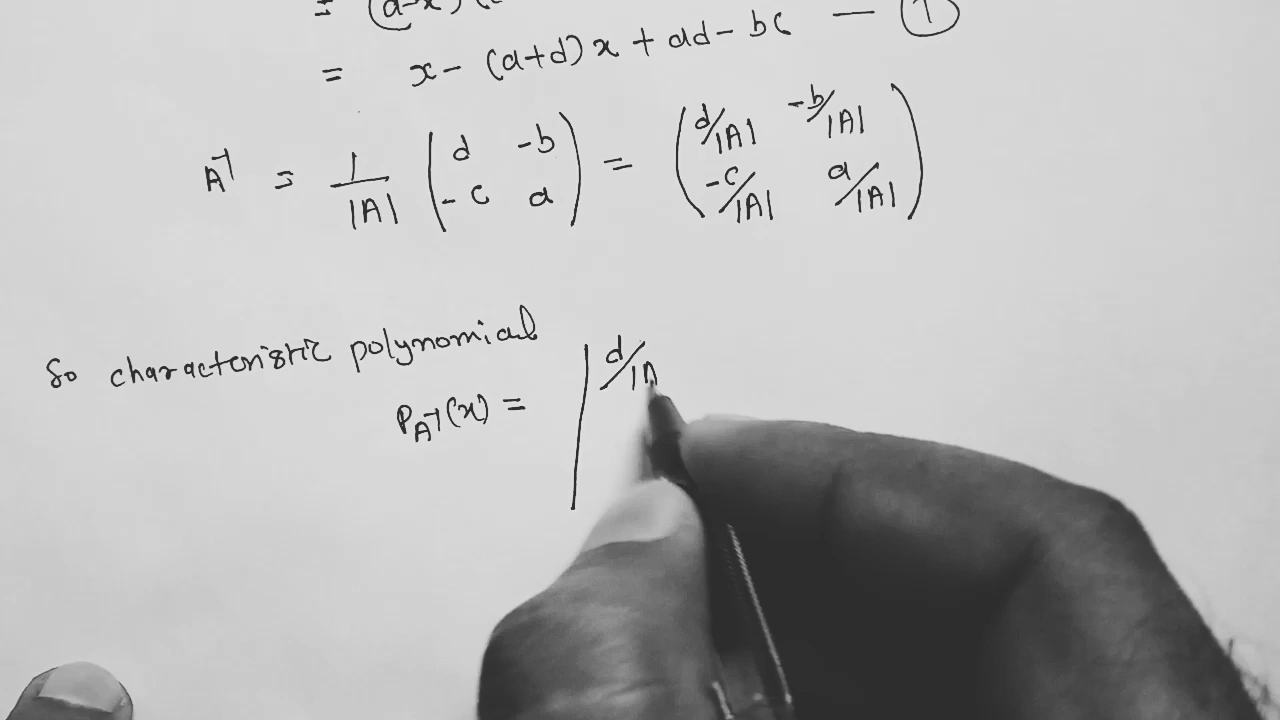 = (a-x)(
= x - (a+d)x + ad - bc — ①
A⁻¹ = 1/|A| (d -b -c a) = (d/|A| -b/|A| -c/|A| a/|A|)
So characteristic polynomial
P_A⁻¹(x) = | d/|A